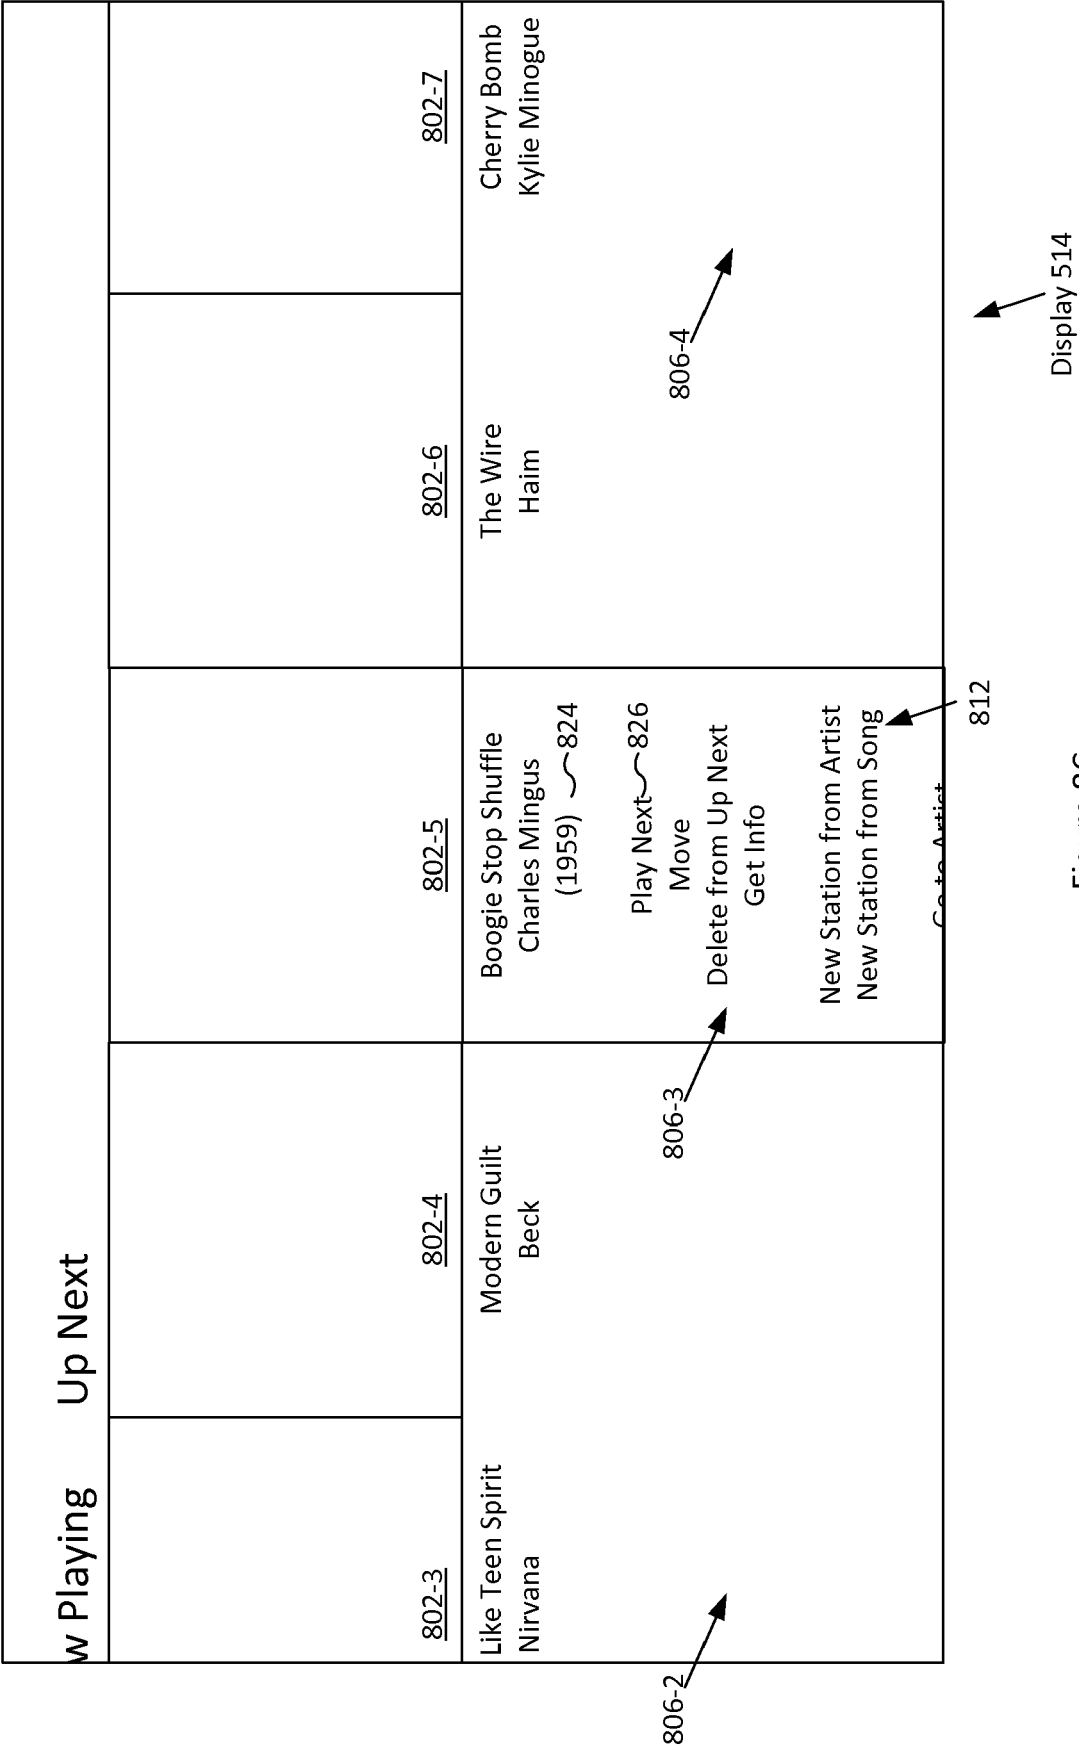 w Playing Up Next
802-3
802-4
802-5
802-6
802-7
Like Teen Spirit
Nirvana
Modern Guilt
Beck
Boogie Stop Shuffle
Charles Mingus
(1959)
824
Play Next
826
Move
Delete from Up Next
Get Info
New Station from Artist
New Station from Song
Go to Artist
The Wire
Haim
Cherry Bomb
Kylie Minogue
806-2
806-3
806-4
812
Display 514